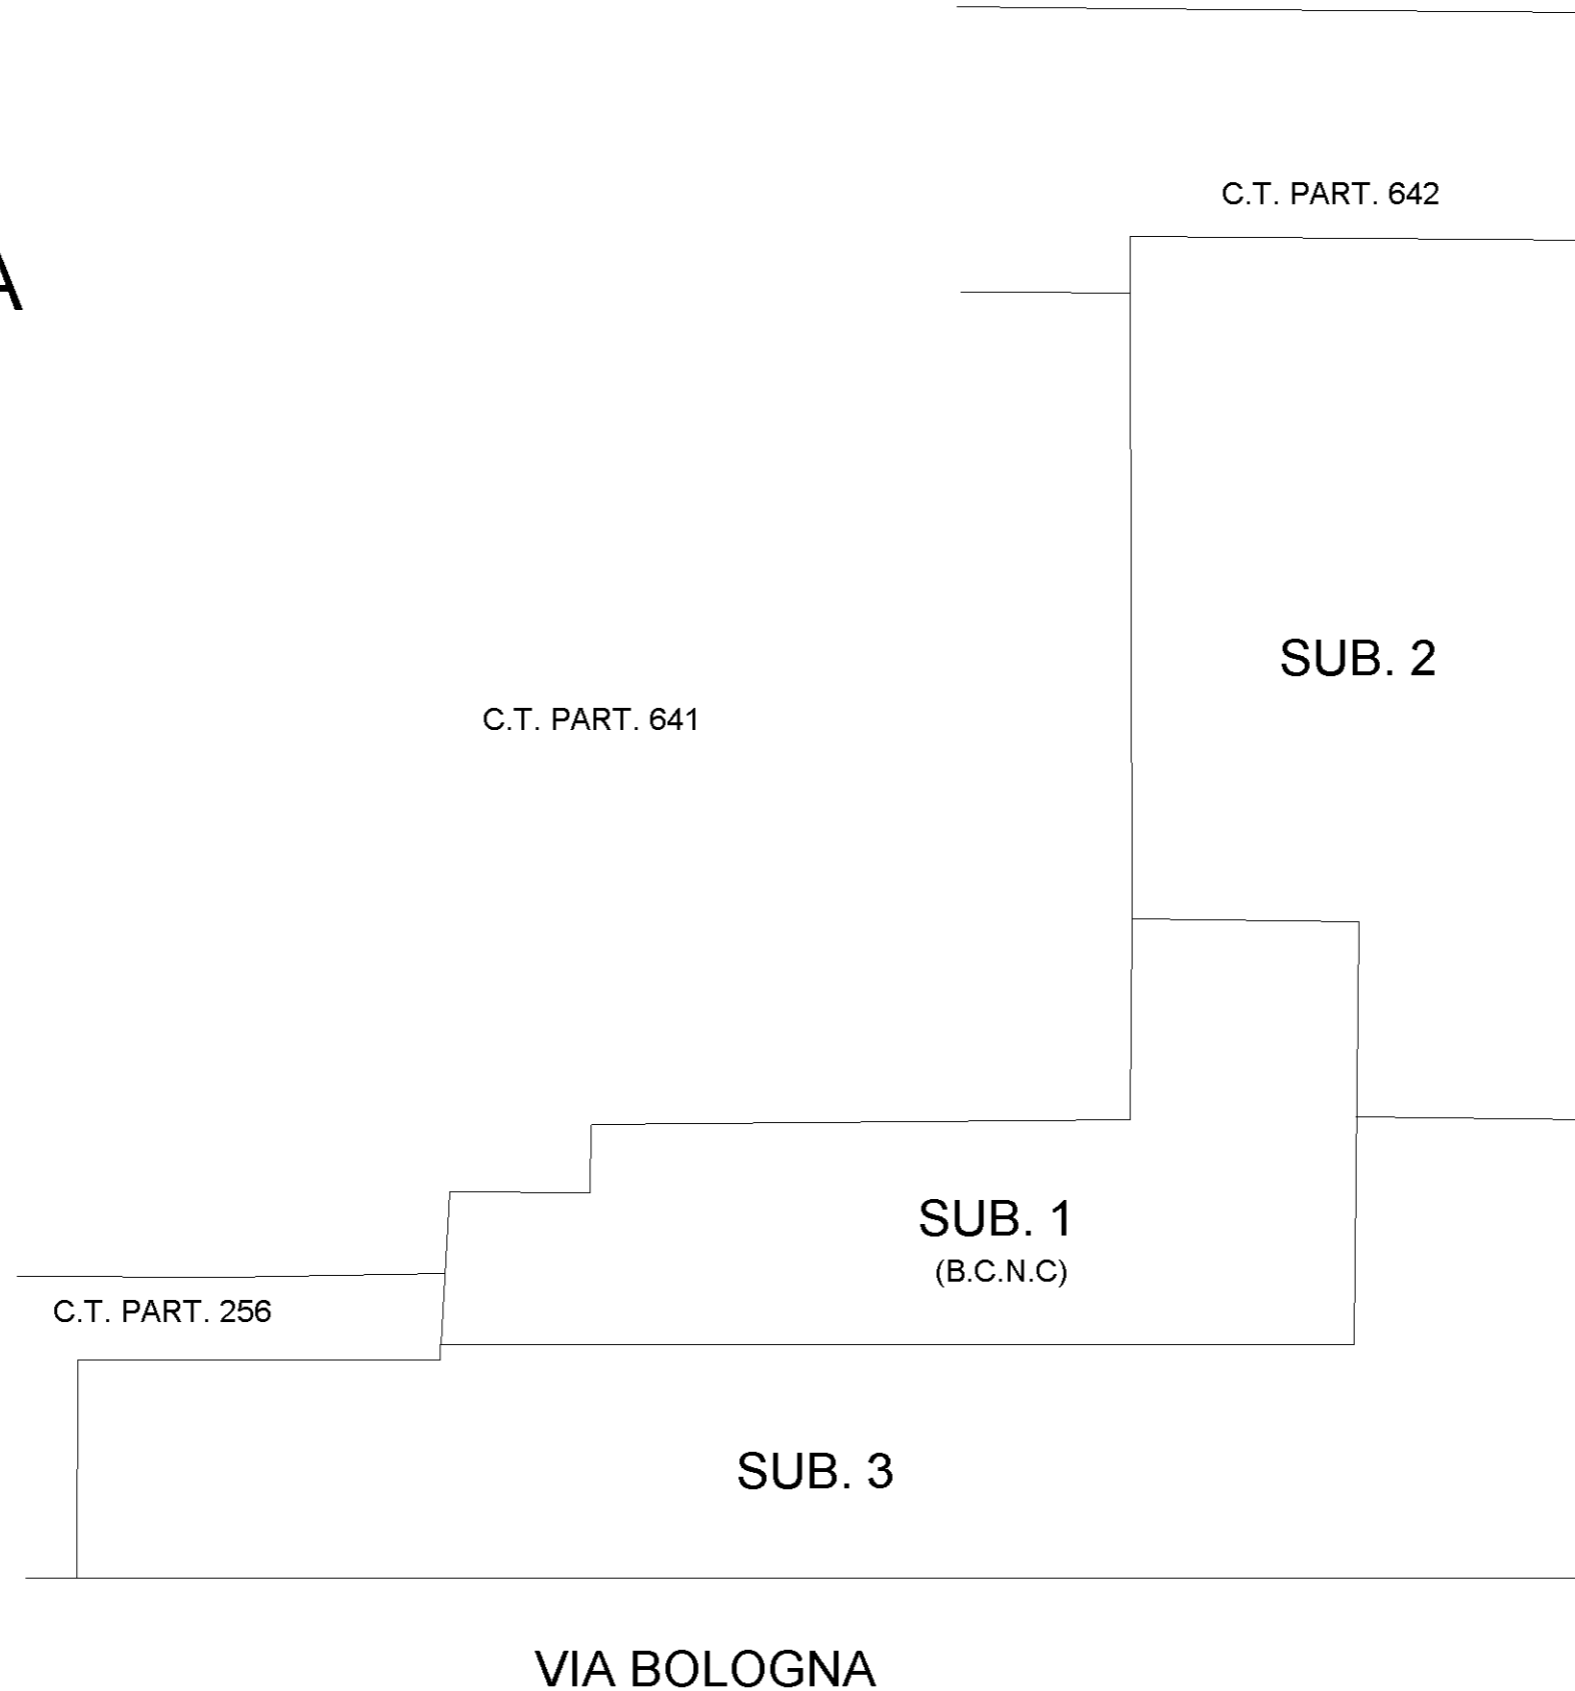 C.T. PART. 642
A
SUB. 2
C.T. PART. 641
SUB. 1
(B.C.N.C)
C.T. PART. 256
SUB. 3
VIA BOLOGNA